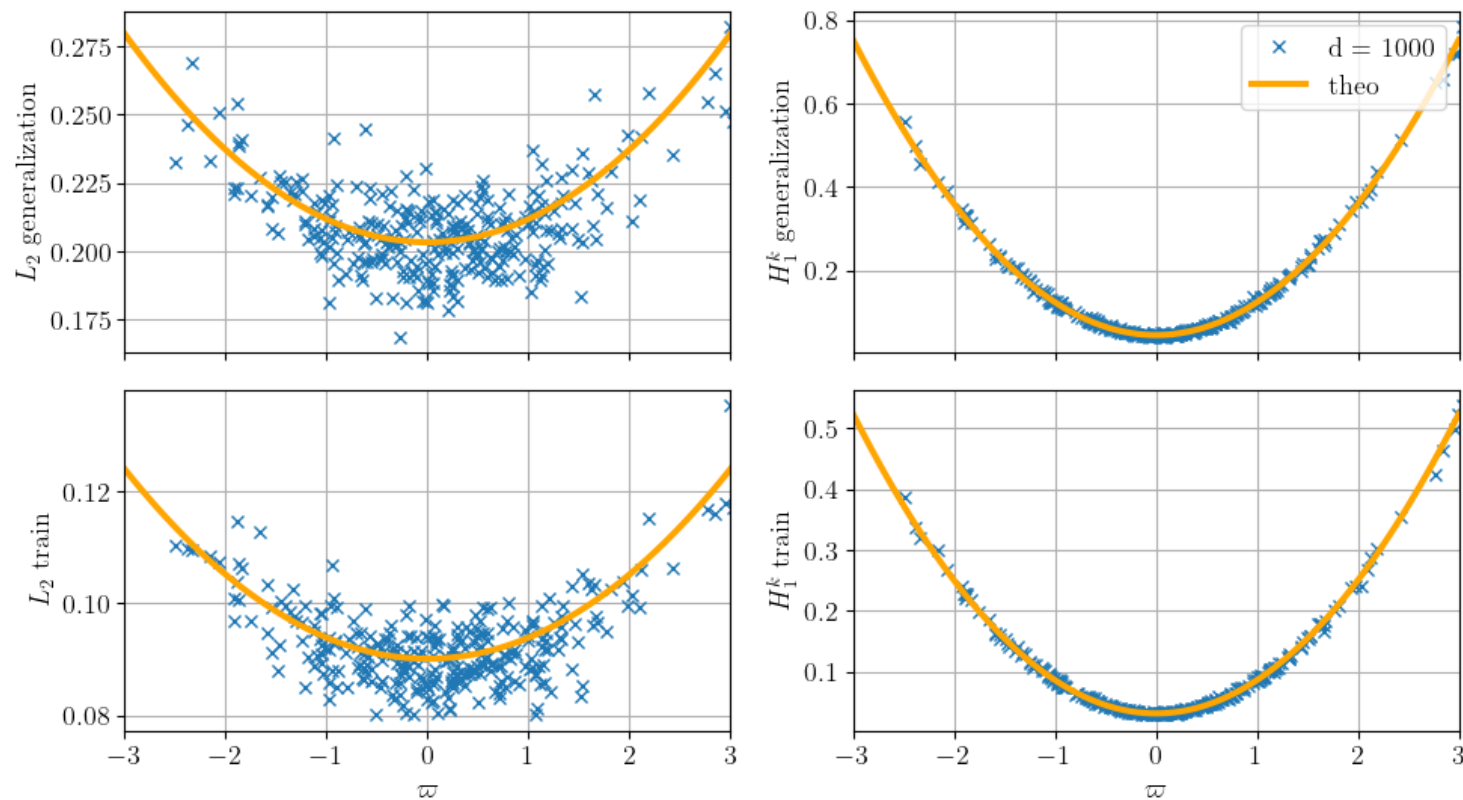 L₂ generalization
0.275
0.250
0.225
0.200
0.175
H₁ᵏ generalization
0.8
0.6
0.4
0.2
d = 1000
theo
L₂ train
0.12
0.10
0.08
−3 −2 −1 0 1 2 3
ϖ
H₁ᵏ train
0.5
0.4
0.3
0.2
0.1
−3 −2 −1 0 1 2 3
ϖ